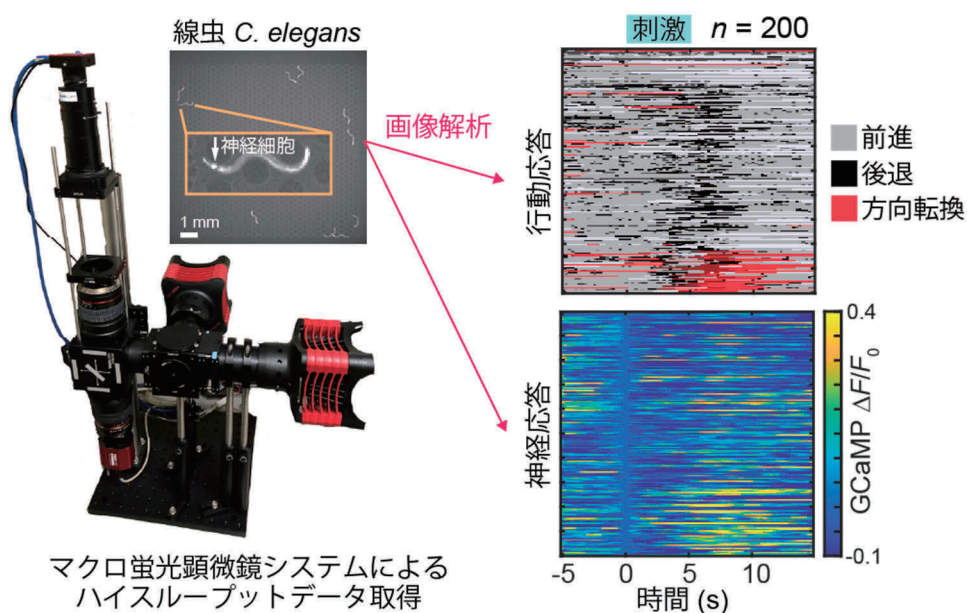 線虫 C. elegans
神経細胞
1 mm
画像解析
刺激 n = 200
行動応答
前進
後退
方向転換
神経応答
0.4
GCaMP ΔF/F0
-0.1
-5 0 5 10
時間 (s)
マクロ蛍光顕微鏡システムによる
ハイスループットデータ取得